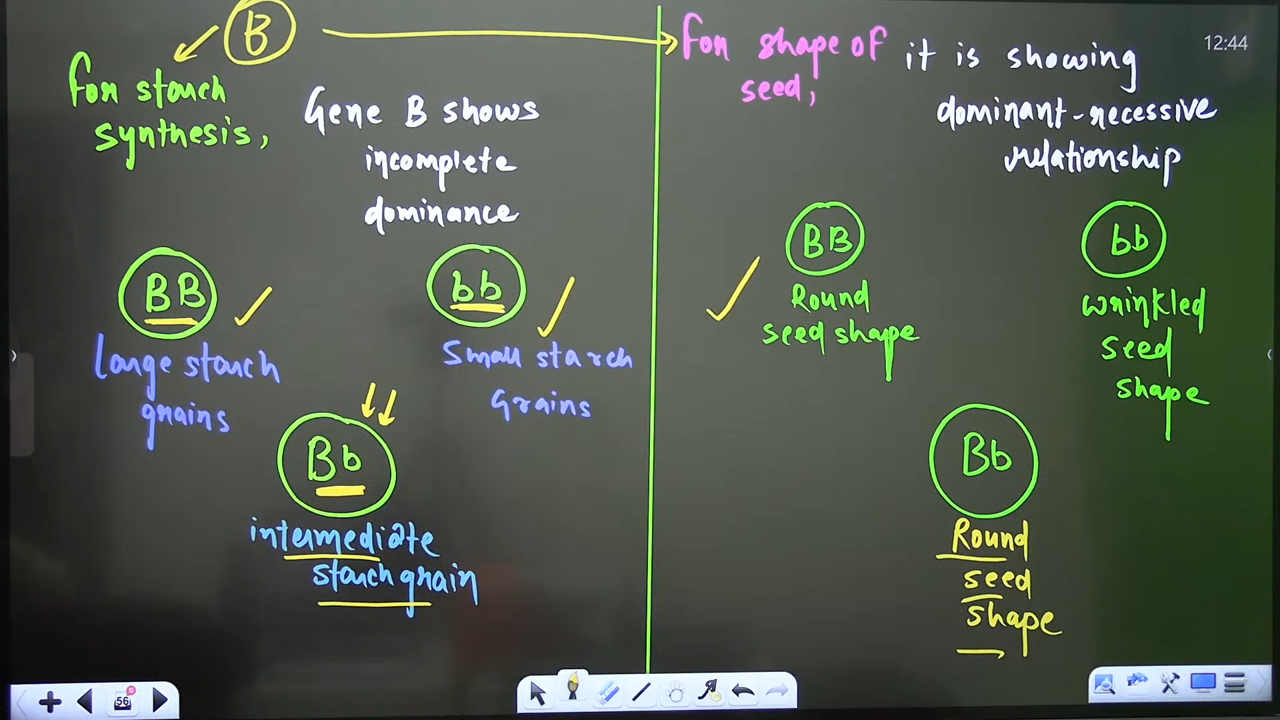 B
For starch
synthesis,
Gene B shows
incomplete
dominance
BB
Large starch
grains
bb
Small starch
Grains
Bb
intermediate
starch grain
For shape of
seed,
it is showing
dominant-recessive
relationship
BB
Round
seed shape
bb
wrinkled
seed
shape
Bb
Round
seed
shape
12:44
56
0